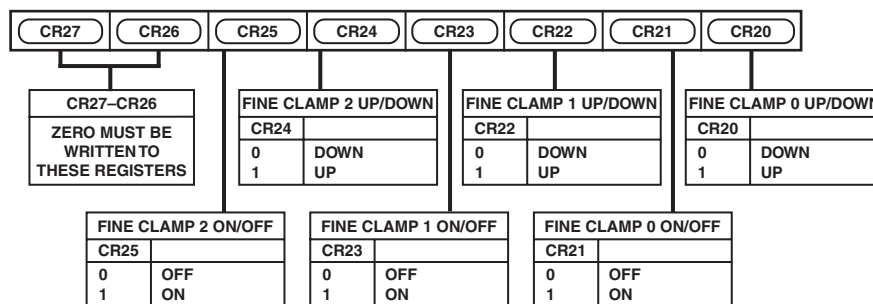 CR27 CR26 CR25 CR24 CR23 CR22 CR21 CR20
CR27–CR26
ZERO MUST BE
WRITTEN TO
THESE REGISTERS
FINE CLAMP 2 UP/DOWN
CR24
0 DOWN
1 UP
FINE CLAMP 1 UP/DOWN
CR22
0 DOWN
1 UP
FINE CLAMP 0 UP/DOWN
CR20
0 DOWN
1 UP
FINE CLAMP 2 ON/OFF
CR25
0 OFF
1 ON
FINE CLAMP 1 ON/OFF
CR23
0 OFF
1 ON
FINE CLAMP 0 ON/OFF
CR21
0 OFF
1 ON